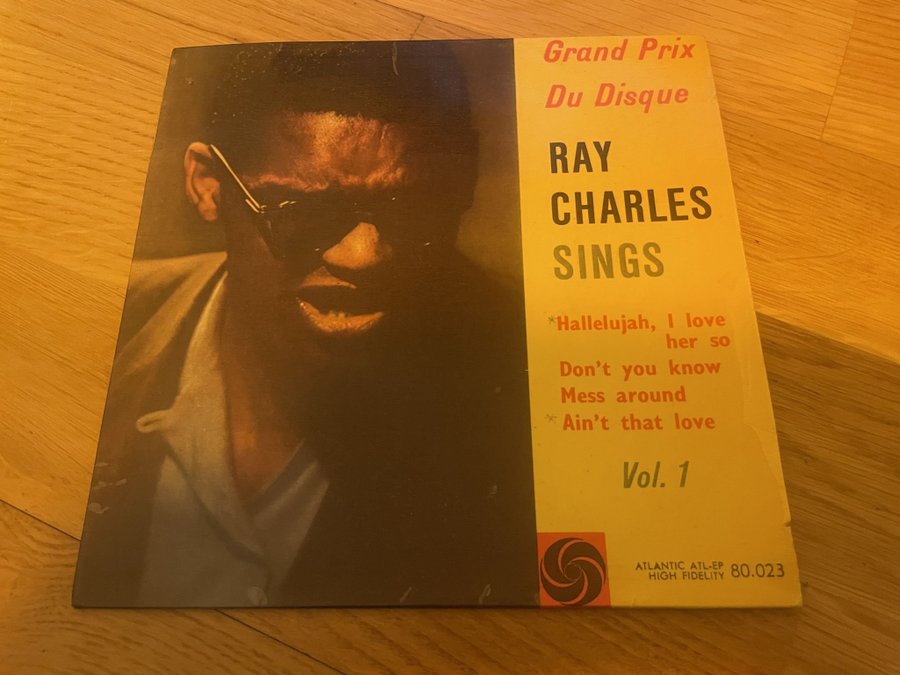 Grand Prix
Du Disque
RAY
CHARLES
SINGS
*Hallelujah, I love
her so
Don't you know
Mess around
*Ain't that love
Vol. 1
ATLANTIC ATL-EP
HIGH FIDELITY 80.023